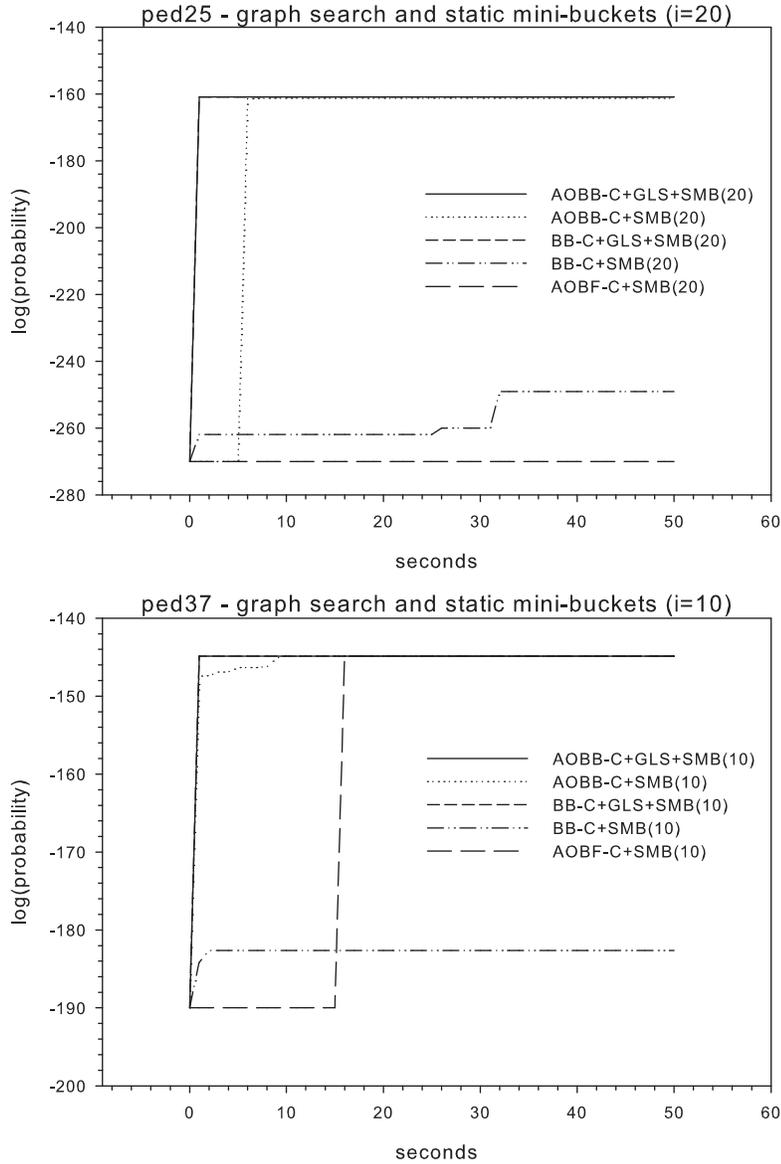 ped25 - graph search and static mini-buckets (i=20)
-140
-160
-180
-200
-220
-240
-260
-280
log(probability)
AOBB-C+GLS+SMB(20)
AOBB-C+SMB(20)
BB-C+GLS+SMB(20)
BB-C+SMB(20)
AOBF-C+SMB(20)
0 10 20 30 40 50 60
seconds
ped37 - graph search and static mini-buckets (i=10)
-140
-150
-160
-170
-180
-190
-200
log(probability)
AOBB-C+GLS+SMB(10)
AOBB-C+SMB(10)
BB-C+GLS+SMB(10)
BB-C+SMB(10)
AOBF-C+SMB(10)
0 10 20 30 40 50 60
seconds